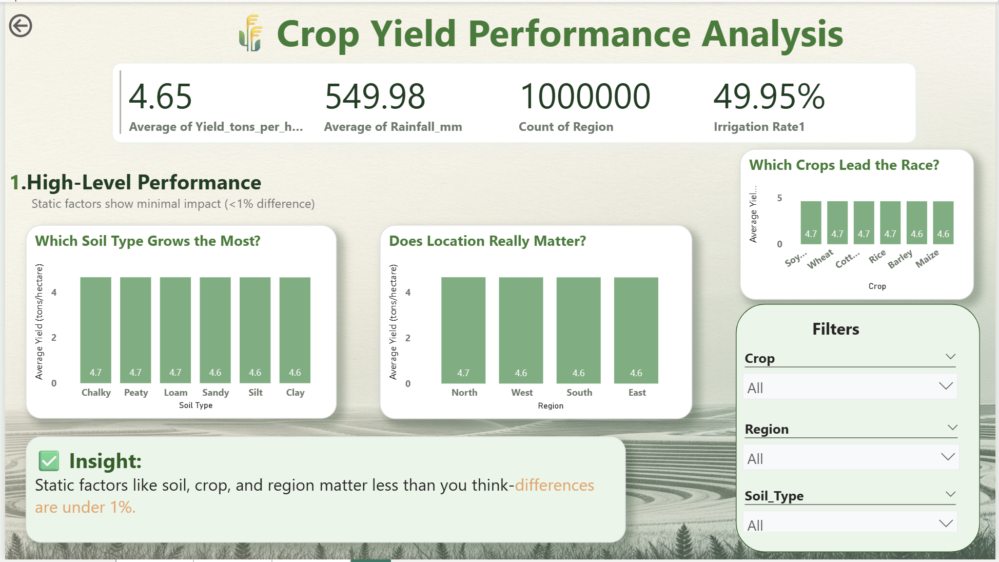 Crop Yield Performance Analysis
4.65
Average of Yield_tons_per_h...
549.98
Average of Rainfall_mm
1000000
Count of Region
49.95%
Irrigation Rate1
1.High-Level Performance
Static factors show minimal impact (<1% difference)
Which Soil Type Grows the Most?
Average Yield (tons/hectare)
4
2
0
4.7
4.7
4.7
4.6
4.6
4.6
Chalky
Peaty
Loam
Sandy
Silt
Clay
Soil Type
Does Location Really Matter?
Average Yield (tons/hectare)
4
2
0
4.7
4.6
4.6
4.6
North
West
South
East
Region
Which Crops Lead the Race?
Average Yiel...
5
0
4.7
4.7
4.7
4.7
4.6
4.6
Soy...
Wheat
Cott...
Rice
Barley
Maize
Crop
Filters
Crop
All
Region
All
Soil_Type
All
Insight:
Static factors like soil, crop, and region matter less than you think-differences
are under 1%.